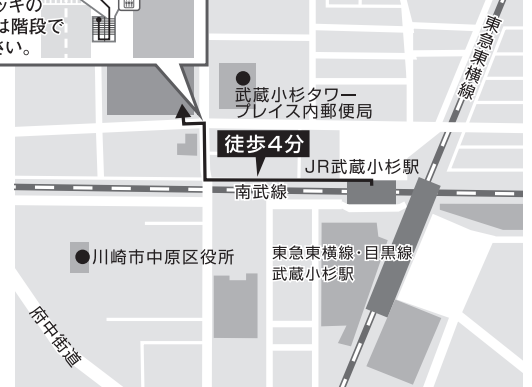 ッキの
は階段で
さい。
東急東横線
武蔵小杉タワー
プレイス内郵便局
徒歩4分
JR武蔵小杉駅
南武線
川崎市中原区役所
東急東横線・目黒線
武蔵小杉駅
府中街道